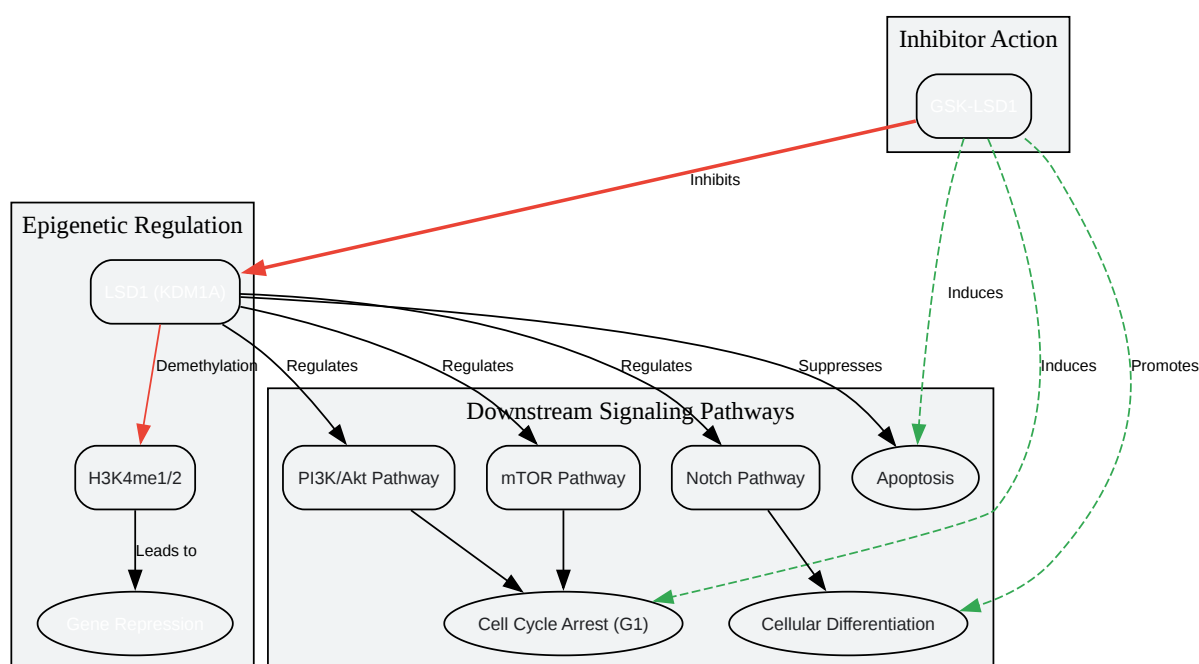 Inhibitor Action
GSK-LSD1
Inhibits
Epigenetic Regulation
LSD1 (KDM1A)
Induces
Demethylation
Regulates
Regulates
Regulates
Suppresses
Induces
Promotes
Downstream Signaling Pathways
H3K4me1/2
PI3K/Akt Pathway
mTOR Pathway
Notch Pathway
Apoptosis
Leads to
Gene Repression
Cell Cycle Arrest (G1)
Cellular Differentiation